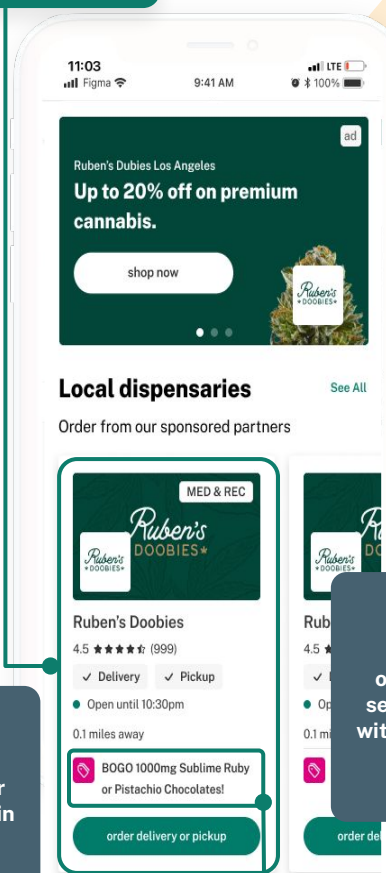 11:03
LTE
Figma
9:41 AM
100%
ad
Ruben's Dubies Los Angeles
Up to 20% off on premium
cannabis.
shop now
Ruben's
DOOBIES
Local dispensaries
See All
Order from our sponsored partners
MED & REC
Ruben's
DOOBIES
Ruben's
DOOBIES
Ruben's
DOOBIES
Ruben's Doobies
Rub
4.5 ★★★★⯨ (999)
4.5 ★
✓ Delivery
✓ Pickup
✓
Open until 10:30pm
Op
0.1 miles away
0.1 mi
BOGO 1000mg Sublime Ruby
or Pistachio Chocolates!
order delivery or pickup
order del
o
se
wit
r
in